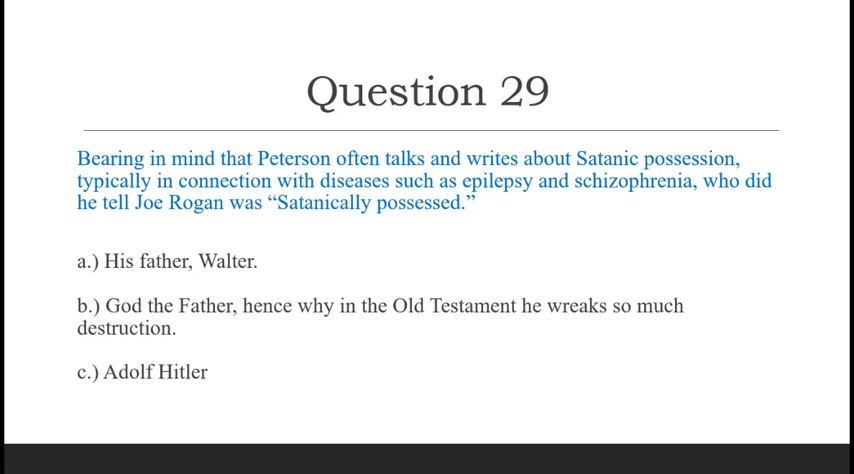 Question 29
Bearing in mind that Peterson often talks and writes about Satanic possession,
typically in connection with diseases such as epilepsy and schizophrenia, who did
he tell Joe Rogan was “Satanically possessed.”
a.) His father, Walter.
b.) God the Father, hence why in the Old Testament he wreaks so much
destruction.
c.) Adolf Hitler